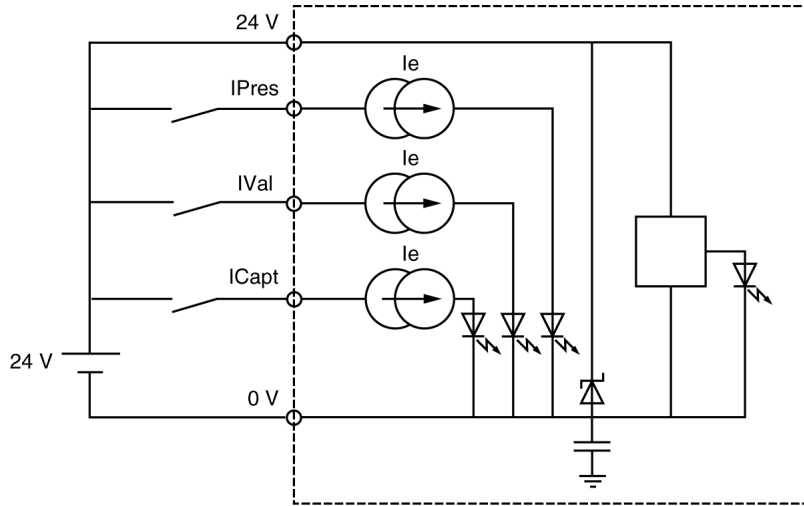 24 V
Ie
IPres
Ie
IVal
Ie
ICapt
24 V
0 V